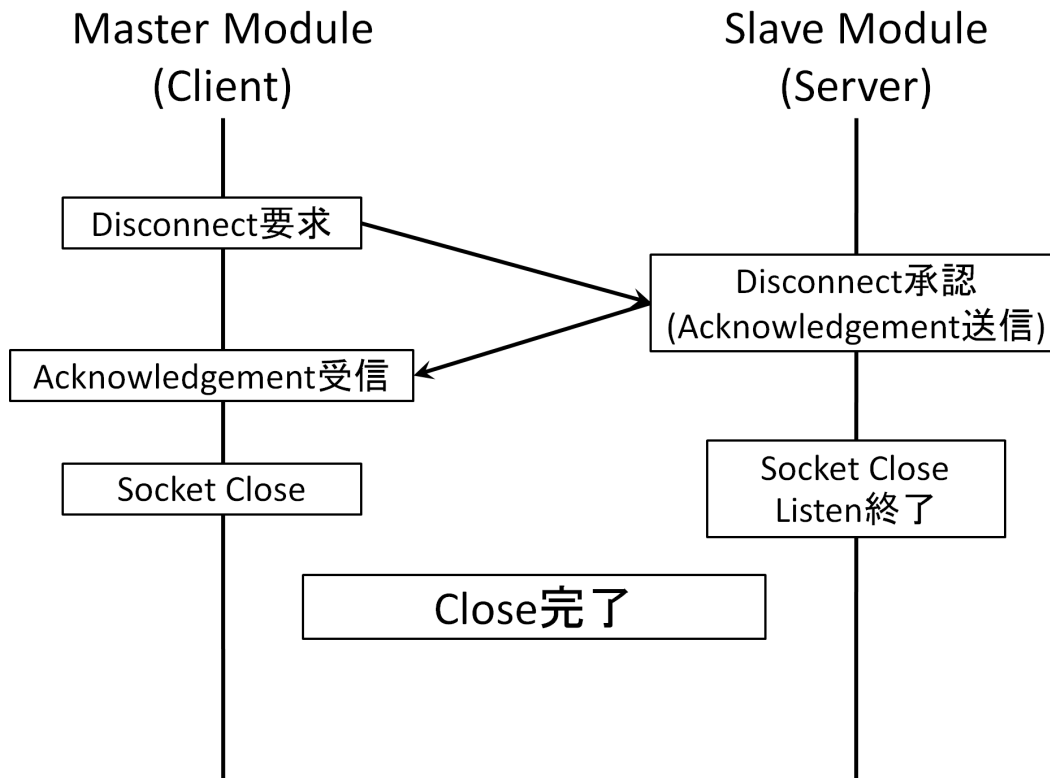 Master Module
(Client)
Slave Module
(Server)
Disconnect要求
Disconnect承認
(Acknowledgement送信)
Acknowledgement受信
Socket Close
Socket Close
Listen終了
Close完了